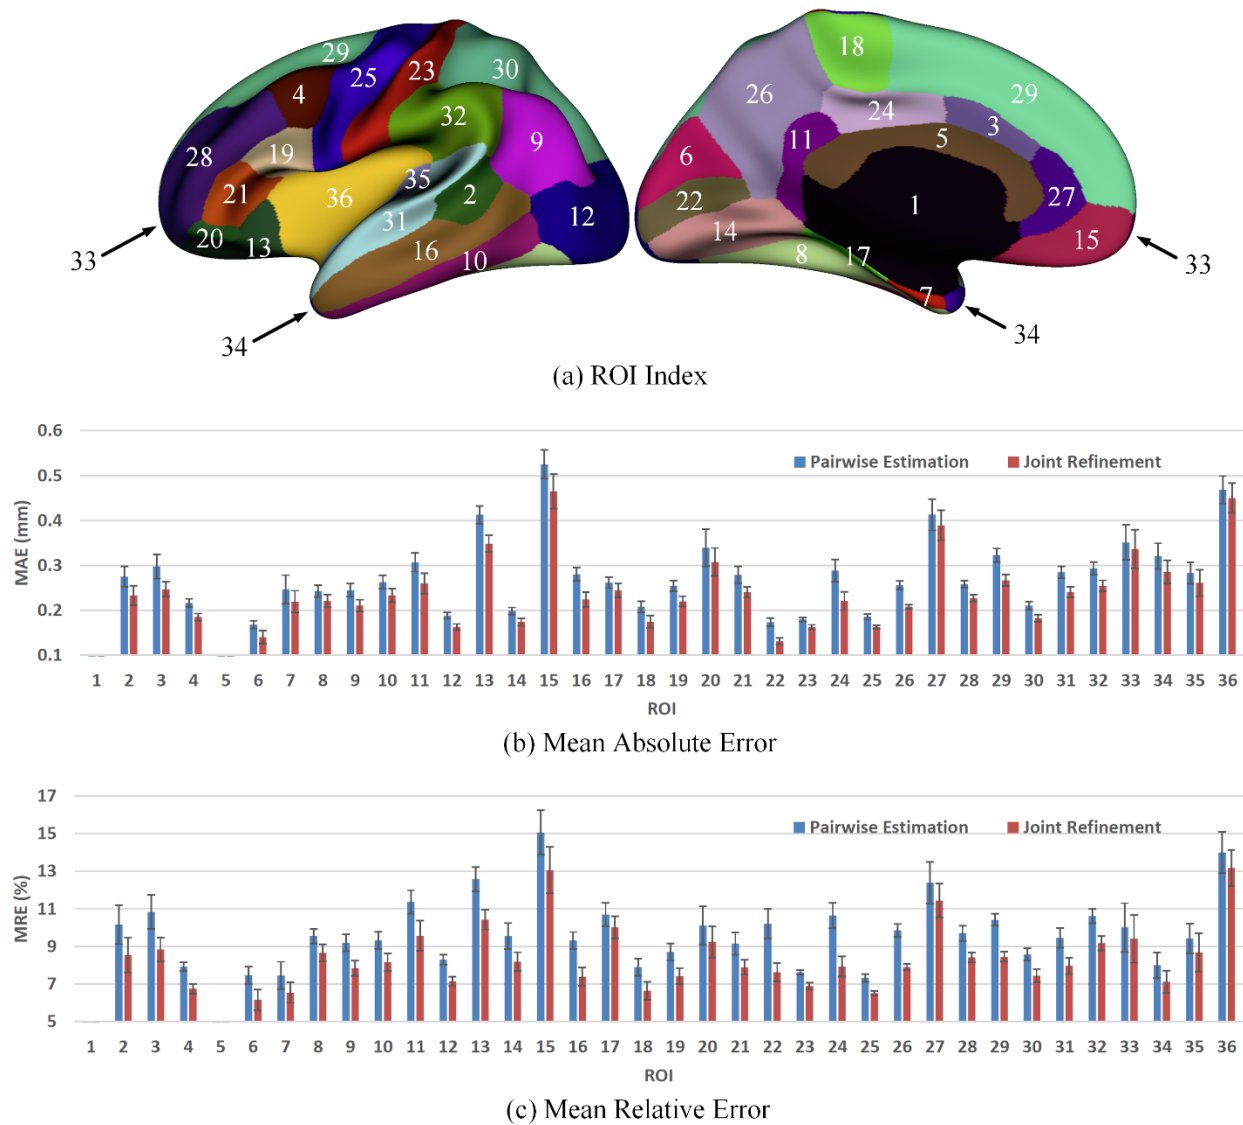 29 25 23 30
4
32
28 19 9
35
21 36 2
31 12
20 13 16
10
33
34
18
26 24 29
3
11 5
6
27
22 1
14 15
8 17
7
33
34
(a) ROI Index
0.6
Pairwise Estimation Joint Refinement
0.5
0.4
MAE (mm)
0.3
0.2
0.1
1 2 3 4 5 6 7 8 9 10 11 12 13 14 15 16 17 18 19 20 21 22 23 24 25 26 27 28 29 30 31 32 33 34 35 36
ROI
(b) Mean Absolute Error
17
Pairwise Estimation Joint Refinement
15
13
11
MRE (%)
9
7
5
1 2 3 4 5 6 7 8 9 10 11 12 13 14 15 16 17 18 19 20 21 22 23 24 25 26 27 28 29 30 31 32 33 34 35 36
ROI
(c) Mean Relative Error